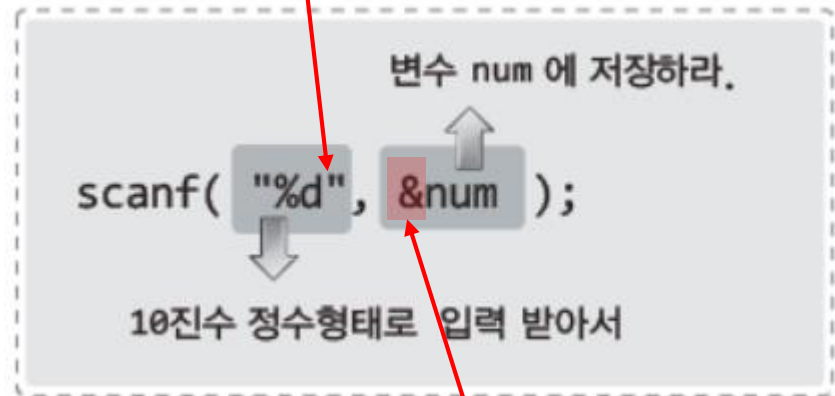 변수 num 에 저장하라.
scanf( "%d", &num );
10진수 정수형태로 입력 받아서